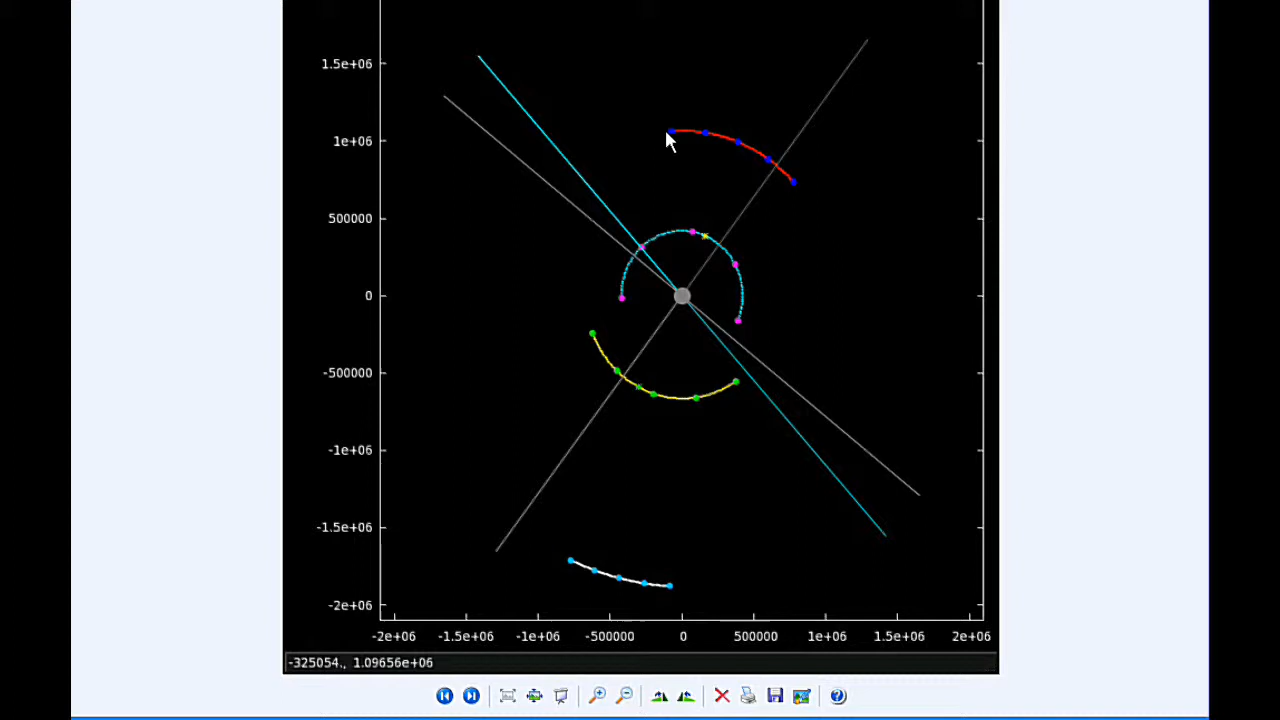 1.5e+06
1e+06
500000
0
-500000
-1e+06
-1.5e+06
-2e+06
-2e+06 -1.5e+06 -1e+06 -500000 0 500000 1e+06 1.5e+06 2e+06
-325054., 1.09656e+06